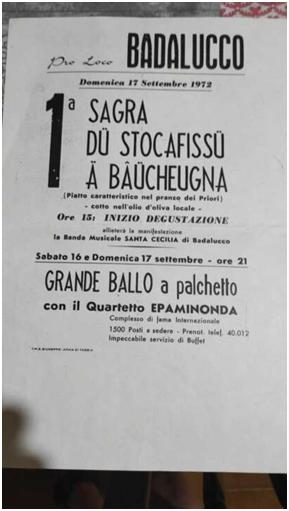 Pro Loco BADALUCCO
Domenica 17 Settembre 1972
1ª SAGRA
DÜ STOCAFISSÜ
Ä BÂÜCHEUGNA
(Piatto caratteristico nel pranzo dei Priori)
- cotto nell'olio d'oliva locale -
Ore 15: INIZIO DEGUSTAZIONE
allieterà la manifestazione
la Banda Musicale SANTA CECILIA di Badalucco
Sabato 16 e Domenica 17 settembre - ore 21
GRANDE BALLO a palchetto
con il Quartetto EPAMINONDA
Complesso di fama Internazionale
1500 Posti a sedere - Prenot. telef. 40.012
Impeccabile servizio di Buffet